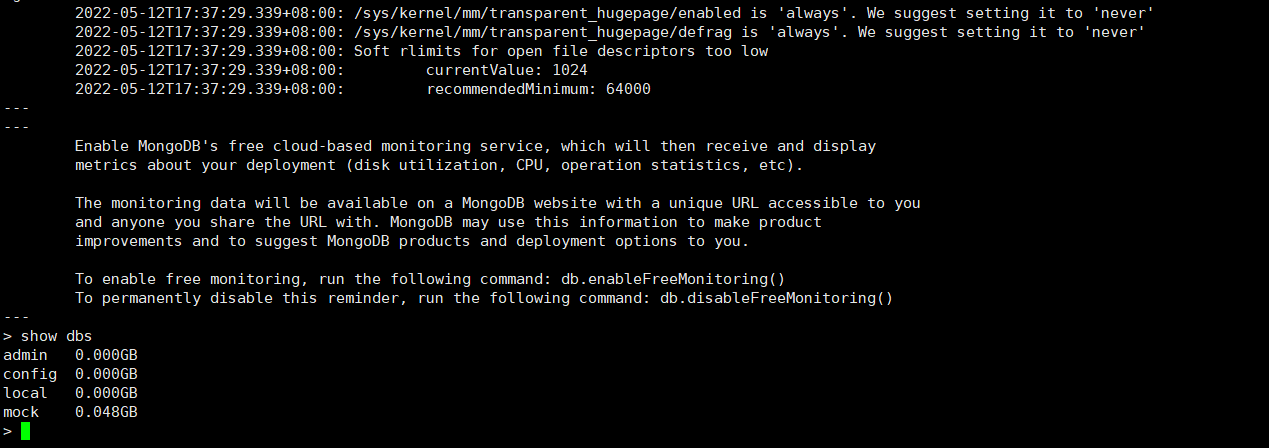 2022-05-12T17:37:29.339+08:00: /sys/kernel/mm/transparent_hugepage/enabled is 'always'. We suggest setting it to 'never'
2022-05-12T17:37:29.339+08:00: /sys/kernel/mm/transparent_hugepage/defrag is 'always'. We suggest setting it to 'never'
2022-05-12T17:37:29.339+08:00: Soft rlimits for open file descriptors too low
2022-05-12T17:37:29.339+08:00:         currentValue: 1024
2022-05-12T17:37:29.339+08:00:         recommendedMinimum: 64000
---
---
Enable MongoDB's free cloud-based monitoring service, which will then receive and display
metrics about your deployment (disk utilization, CPU, operation statistics, etc).
The monitoring data will be available on a MongoDB website with a unique URL accessible to you
and anyone you share the URL with. MongoDB may use this information to make product
improvements and to suggest MongoDB products and deployment options to you.
To enable free monitoring, run the following command: db.enableFreeMonitoring()
To permanently disable this reminder, run the following command: db.disableFreeMonitoring()
---
> show dbs
admin   0.000GB
config  0.000GB
local   0.000GB
mock    0.048GB
>